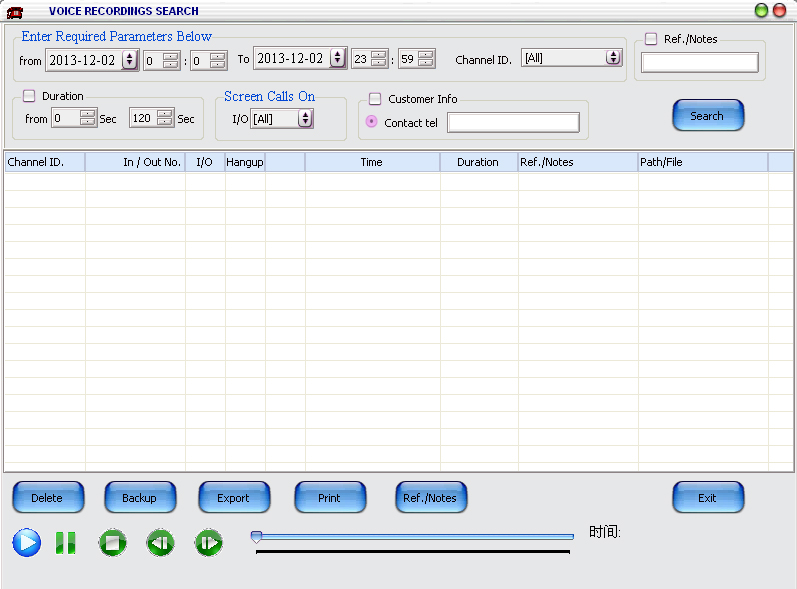 VOICE RECORDINGS SEARCH
Enter Required Parameters Below
from 2013-12-02 0 : 0 To 2013-12-02 23 : 59 Channel ID. [All]
Ref./Notes
Duration
from 0 Sec 120 Sec
Screen Calls On
I/O [All]
Customer Info
Contact tel
Search
Channel ID. In / Out No. I/O Hangup Time Duration Ref./Notes Path/File
Delete Backup Export Print Ref./Notes Exit
时间: